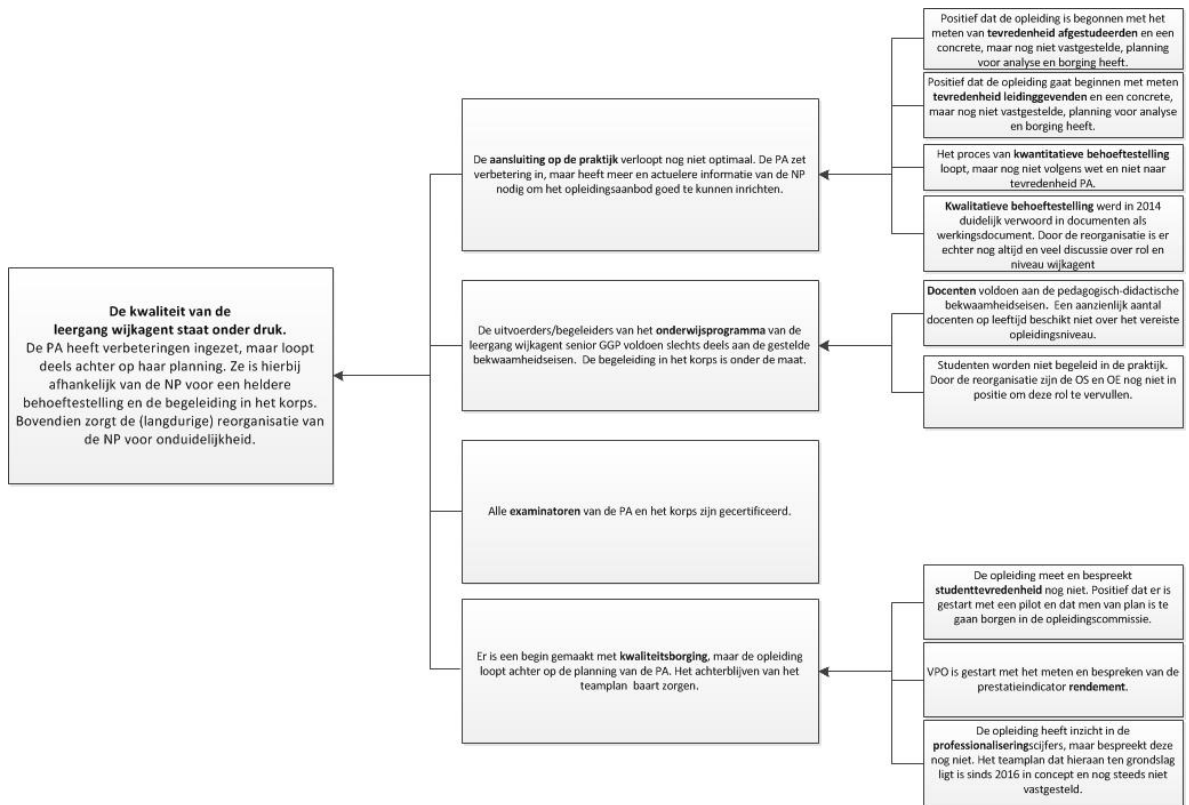 De kwaliteit van de
leergang wijkagent staat onder druk.
De PA heeft verbeteringen ingezet, maar loopt
deels achter op haar planning. Ze is hierbij
afhankelijk van de NP voor een heldere
behoeftestelling en de begeleiding in het korps.
Bovendien zorgt de (langdurige) reorganisatie van
de NP voor onduidelijkheid.
De aansluiting op de praktijk verloopt nog niet optimaal. De PA zet
verbetering in, maar heeft meer en actuelere informatie van de NP
nodig om het opleidingsaanbod goed te kunnen inrichten.
Positief dat de opleiding is begonnen met het
meten van tevredenheid afgestudeerden en een
concrete, maar nog niet vastgestelde, planning
voor analyse en borging heeft.
Positief dat de opleiding gaat beginnen met meten
tevredenheid leidinggevenden en een concrete,
maar nog niet vastgestelde, planning voor analyse
en borging heeft.
Het proces van kwantitatieve behoeftestelling
loopt, maar nog niet volgens wet en niet naar
tevredenheid PA.
Kwalitatieve behoeftestelling werd in 2014
duidelijk verwoord in documenten als
werkingsdocument. Door de reorganisatie is er
echter nog altijd en veel discussie over rol en
niveau wijkagent
De uitvoerders/begeleiders van het onderwijsprogramma van de
leergang wijkagent senior GGP voldoen slechts deels aan de gestelde
bekwaamheidseisen. De begeleiding in het korps is onder de maat.
Docenten voldoen aan de pedagogisch-didactische
bekwaamheidseisen. Een aanzienlijk aantal
docenten op leeftijd beschikt niet over het vereiste
opleidingsniveau.
Studenten worden niet begeleid in de praktijk.
Door de reorganisatie zijn de OS en OE nog niet in
positie om deze rol te vervullen.
Alle examinatoren van de PA en het korps zijn gecertificeerd.
Er is een begin gemaakt met kwaliteitsborging, maar de opleiding
loopt achter op de planning van de PA. Het achterblijven van het
teamplan baart zorgen.
De opleiding meet en bespreekt
studenttevredenheid nog niet. Positief dat er is
gestart met een pilot en dat men van plan is te
gaan borgen in de opleidingscommissie.
VPO is gestart met het meten en bespreken van de
prestatieindicator rendement.
De opleiding heeft inzicht in de
professionaliseringscijfers, maar bespreekt deze
nog niet. Het teamplan dat hieraan ten grondslag
ligt is sinds 2016 in concept en nog steeds niet
vastgesteld.